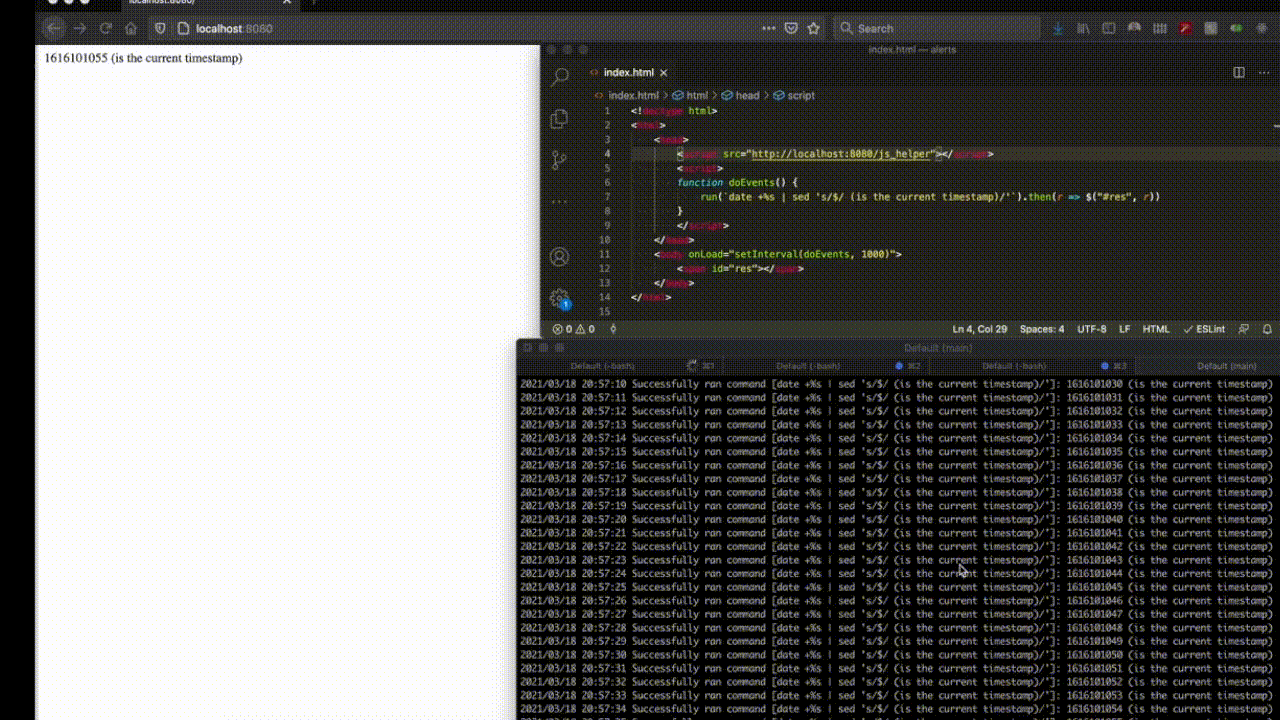 localhost:8080/
localhost:8080
Search
1616101055 (is the current timestamp)
index.html — alerts
index.html
index.html > html > head > script
1 <!doctype html>
2 <html>
3 <head>
4 <script src="http://localhost:8080/js_helper"></script>
5 <script>
6 function doEvents() {
7 run(`date +%s | sed 's/$/ (is the current timestamp)/'`).then(r => $("#res", r))
8 }
9 </script>
10 </head>
11 <body onLoad="setInterval(doEvents, 1000)">
12 <span id="res"></span>
13 </body>
14 </html>
15
1
0 0 Ln 4, Col 29 Spaces: 4 UTF-8 LF HTML ESLint
Default (main)
Default (-bash) ⌘1 Default (-bash) ⌘2 Default (-bash) ⌘3 Default (main)
2021/03/18 20:57:10 Successfully ran command [date +%s | sed 's/$/ (is the current timestamp)/']: 1616101030 (is the current timestamp)
2021/03/18 20:57:11 Successfully ran command [date +%s | sed 's/$/ (is the current timestamp)/']: 1616101031 (is the current timestamp)
2021/03/18 20:57:12 Successfully ran command [date +%s | sed 's/$/ (is the current timestamp)/']: 1616101032 (is the current timestamp)
2021/03/18 20:57:13 Successfully ran command [date +%s | sed 's/$/ (is the current timestamp)/']: 1616101033 (is the current timestamp)
2021/03/18 20:57:14 Successfully ran command [date +%s | sed 's/$/ (is the current timestamp)/']: 1616101034 (is the current timestamp)
2021/03/18 20:57:15 Successfully ran command [date +%s | sed 's/$/ (is the current timestamp)/']: 1616101035 (is the current timestamp)
2021/03/18 20:57:16 Successfully ran command [date +%s | sed 's/$/ (is the current timestamp)/']: 1616101036 (is the current timestamp)
2021/03/18 20:57:17 Successfully ran command [date +%s | sed 's/$/ (is the current timestamp)/']: 1616101037 (is the current timestamp)
2021/03/18 20:57:18 Successfully ran command [date +%s | sed 's/$/ (is the current timestamp)/']: 1616101038 (is the current timestamp)
2021/03/18 20:57:19 Successfully ran command [date +%s | sed 's/$/ (is the current timestamp)/']: 1616101039 (is the current timestamp)
2021/03/18 20:57:20 Successfully ran command [date +%s | sed 's/$/ (is the current timestamp)/']: 1616101040 (is the current timestamp)
2021/03/18 20:57:21 Successfully ran command [date +%s | sed 's/$/ (is the current timestamp)/']: 1616101041 (is the current timestamp)
2021/03/18 20:57:22 Successfully ran command [date +%s | sed 's/$/ (is the current timestamp)/']: 1616101042 (is the current timestamp)
2021/03/18 20:57:23 Successfully ran command [date +%s | sed 's/$/ (is the current timestamp)/']: 1616101043 (is the current timestamp)
2021/03/18 20:57:24 Successfully ran command [date +%s | sed 's/$/ (is the current timestamp)/']: 1616101044 (is the current timestamp)
2021/03/18 20:57:25 Successfully ran command [date +%s | sed 's/$/ (is the current timestamp)/']: 1616101045 (is the current timestamp)
2021/03/18 20:57:26 Successfully ran command [date +%s | sed 's/$/ (is the current timestamp)/']: 1616101046 (is the current timestamp)
2021/03/18 20:57:27 Successfully ran command [date +%s | sed 's/$/ (is the current timestamp)/']: 1616101047 (is the current timestamp)
2021/03/18 20:57:28 Successfully ran command [date +%s | sed 's/$/ (is the current timestamp)/']: 1616101048 (is the current timestamp)
2021/03/18 20:57:29 Successfully ran command [date +%s | sed 's/$/ (is the current timestamp)/']: 1616101049 (is the current timestamp)
2021/03/18 20:57:30 Successfully ran command [date +%s | sed 's/$/ (is the current timestamp)/']: 1616101050 (is the current timestamp)
2021/03/18 20:57:31 Successfully ran command [date +%s | sed 's/$/ (is the current timestamp)/']: 1616101051 (is the current timestamp)
2021/03/18 20:57:32 Successfully ran command [date +%s | sed 's/$/ (is the current timestamp)/']: 1616101052 (is the current timestamp)
2021/03/18 20:57:33 Successfully ran command [date +%s | sed 's/$/ (is the current timestamp)/']: 1616101053 (is the current timestamp)
2021/03/18 20:57:34 Successfully ran command [date +%s | sed 's/$/ (is the current timestamp)/']: 1616101054 (is the current timestamp)